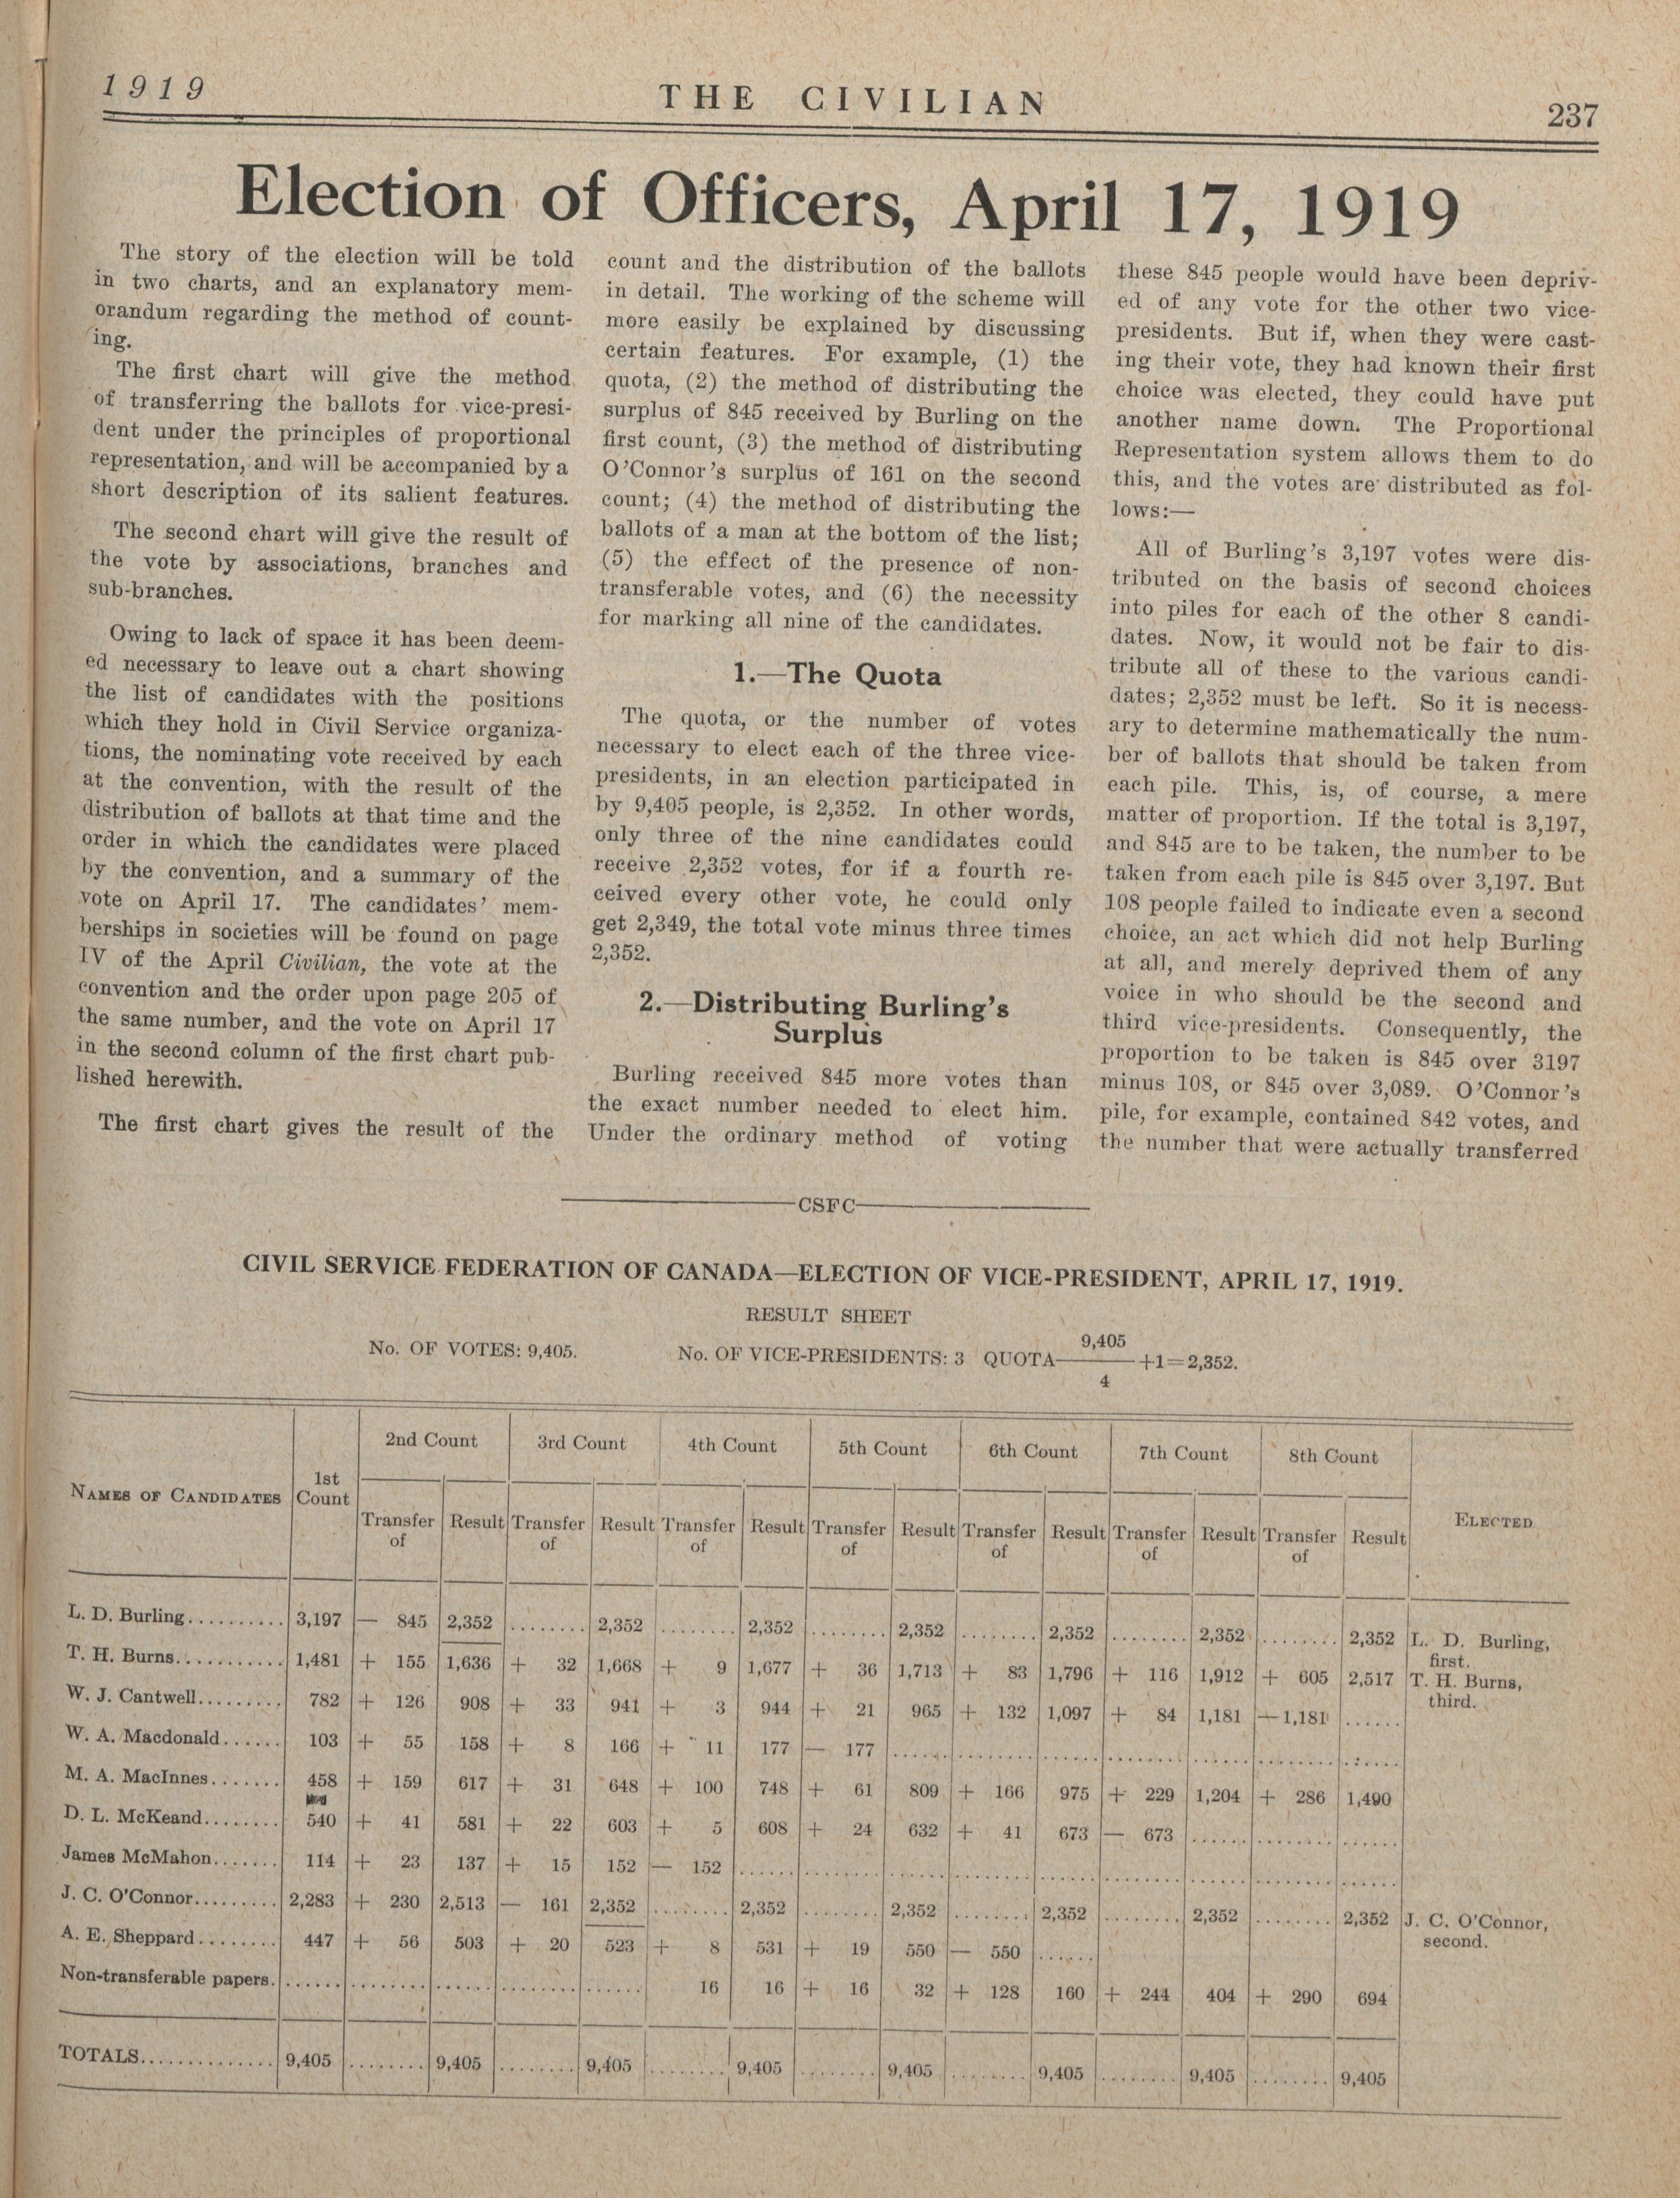 1919
THE CIVILIAN
237
Election of Officers, April 17, 1919
The story of the election will be told
in two charts, and an explanatory mem-
orandum regarding the method of count-
ing.
The first chart will give the method
of transferring the ballots for vice-presi-
dent under the principles of proportional
representation, and will be accompanied by a
short description of its salient features.
The second chart will give the result of
the vote by associations, branches and
sub-branches.
Owing to lack of space it has been deem-
ed necessary to leave out a chart showing
the list of candidates with the positions
which they hold in Civil Service organiza-
tions, the nominating vote received by each
at the convention, with the result of the
distribution of ballots at that time and the
order in which the candidates were placed
by the convention, and a summary of the
vote on April 17. The candidates' mem-
berships in societies will be found on page
IV of the April Civilian, the vote at the
convention and the order upon page 205 of
the same number, and the vote on April 17
in the second column of the first chart pub-
lished herewith.
The first chart gives the result of the
count and the distribution of the ballots
in detail. The working of the scheme will
more easily be explained by discussing
certain features. For example, (1) the
quota, (2) the method of distributing the
surplus of 845 received by Burling on the
first count, (3) the method of distributing
O'Connor's surplus of 161 on the second
count; (4) the method of distributing the
ballots of a man at the bottom of the list;
(5) the effect of the presence of non-
transferable votes, and (6) the necessity
for marking all nine of the candidates.
1.—The Quota
The quota, or the number of votes
necessary to elect each of the three vice-
presidents, in an election participated in
by 9,405 people, is 2,352. In other words,
only three of the nine candidates could
receive 2,352 votes, for if a fourth re-
ceived every other vote, he could only
get 2,349, the total vote minus three times
2,352.
2.—Distributing Burling's
Surplus
Burling received 845 more votes than
the exact number needed to elect him.
Under the ordinary method of voting
these 845 people would have been depriv-
ed of any vote for the other two vice-
presidents. But if, when they were cast-
ing their vote, they had known their first
choice was elected, they could have put
another name down. The Proportional
Representation system allows them to do
this, and the votes are distributed as fol-
lows:—
All of Burling's 3,197 votes were dis-
tributed on the basis of second choices
into piles for each of the other 8 candi-
dates. Now, it would not be fair to dis-
tribute all of these to the various candi-
dates; 2,352 must be left. So it is necess-
ary to determine mathematically the num-
ber of ballots that should be taken from
each pile. This, is, of course, a mere
matter of proportion. If the total is 3,197,
and 845 are to be taken, the number to be
taken from each pile is 845 over 3,197. But
108 people failed to indicate even a second
choice, an act which did not help Burling
at all, and merely deprived them of any
voice in who should be the second and
third vice-presidents. Consequently, the
proportion to be taken is 845 over 3197
minus 108, or 845 over 3,089. O'Connor's
pile, for example, contained 842 votes, and
the number that were actually transferred
CSFC
CIVIL SERVICE FEDERATION OF CANADA—ELECTION OF VICE-PRESIDENT, APRIL 17, 1919.
RESULT SHEET
No. OF VOTES: 9,405. No. OF VICE-PRESIDENTS: 3 QUOTA— 9,405 / 4 +1=2,352.
NAMES OF CANDIDATES 1st Count 2nd Count 3rd Count 4th Count 5th Count 6th Count 7th Count 8th Count ELECTED
Transfer of Result Transfer of Result Transfer of Result Transfer of Result Transfer of Result Transfer of Result Transfer of Result
L. D. Burling.......... 3,197 — 845 2,352 ........ 2,352 ........ 2,352 ........ 2,352 ........ 2,352 ........ 2,352 ........ 2,352 L. D. Burling, first.
T. H. Burns........... 1,481 + 155 1,636 + 32 1,668 + 9 1,677 + 36 1,713 + 83 1,796 + 116 1,912 + 605 2,517 T. H. Burns, third.
W. J. Cantwell......... 782 + 126 908 + 33 941 + 3 944 + 21 965 + 132 1,097 + 84 1,181 —1,181 ......
W. A. Macdonald...... 103 + 55 158 + 8 166 + 11 177 — 177 ......
M. A. MacInnes....... 458 + 159 617 + 31 648 + 100 748 + 61 809 + 166 975 + 229 1,204 + 286 1,490
D. L. McKeand........ 540 + 41 581 + 22 603 + 5 608 + 24 632 + 41 673 — 673 ......
James McMahon....... 114 + 23 137 + 15 152 — 152 ......
J. C. O'Connor......... 2,283 + 230 2,513 — 161 2,352 ........ 2,352 ........ 2,352 ........ 2,352 ........ 2,352 ........ 2,352 J. C. O'Connor, second.
A. E. Sheppard........ 447 + 56 503 + 20 523 + 8 531 + 19 550 — 550 ......
Non-transferable papers. ...... 16 16 + 16 32 + 128 160 + 244 404 + 290 694
TOTALS.............. 9,405 ........ 9,405 ........ 9,405 ........ 9,405 ........ 9,405 ........ 9,405 ........ 9,405 ........ 9,405